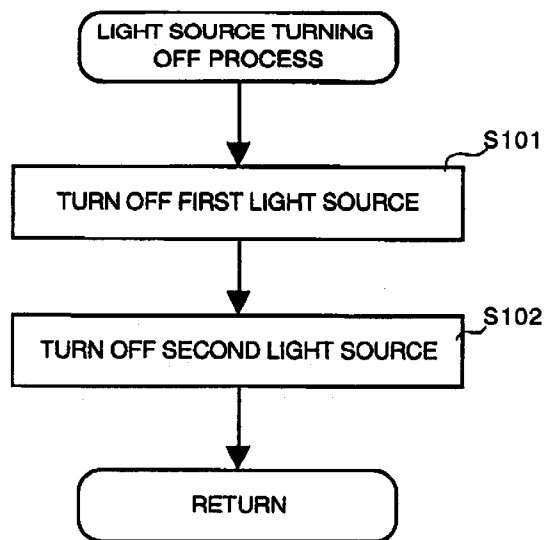 LIGHT SOURCE TURNING
OFF PROCESS
S101
TURN OFF FIRST LIGHT SOURCE
S102
TURN OFF SECOND LIGHT SOURCE
RETURN